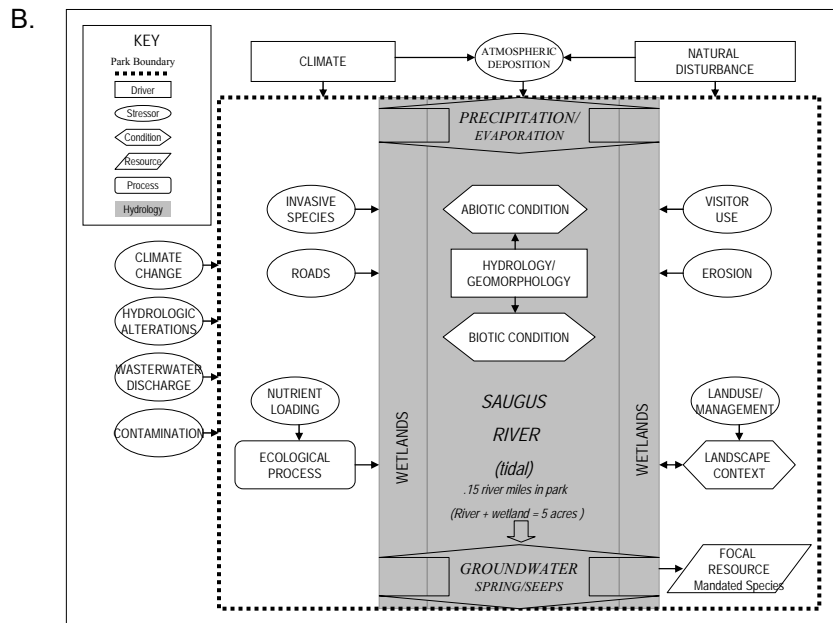 B.
KEY
Park Boundary
Driver
Stressor
Condition
Resource
Process
Hydrology
CLIMATE
ATMOSPHERIC
DEPOSITION
NATURAL
DISTURBANCE
PRECIPITATION/
EVAPORATION
INVASIVE
SPECIES
ABIOTIC CONDITION
VISITOR
USE
CLIMATE
CHANGE
ROADS
HYDROLOGY/
GEOMORPHOLOGY
EROSION
HYDROLOGIC
ALTERATIONS
BIOTIC CONDITION
WASTERWATER
DISCHARGE
NUTRIENT
LOADING
SAUGUS
RIVER
(tidal)
.15 river miles in park
(River + wetland = 5 acres )
LANDUSE/
MANAGEMENT
CONTAMINATION
ECOLOGICAL
PROCESS
WETLANDS
WETLANDS
LANDSCAPE
CONTEXT
GROUNDWATER
SPRING/SEEPS
FOCAL
RESOURCE
Mandated Species